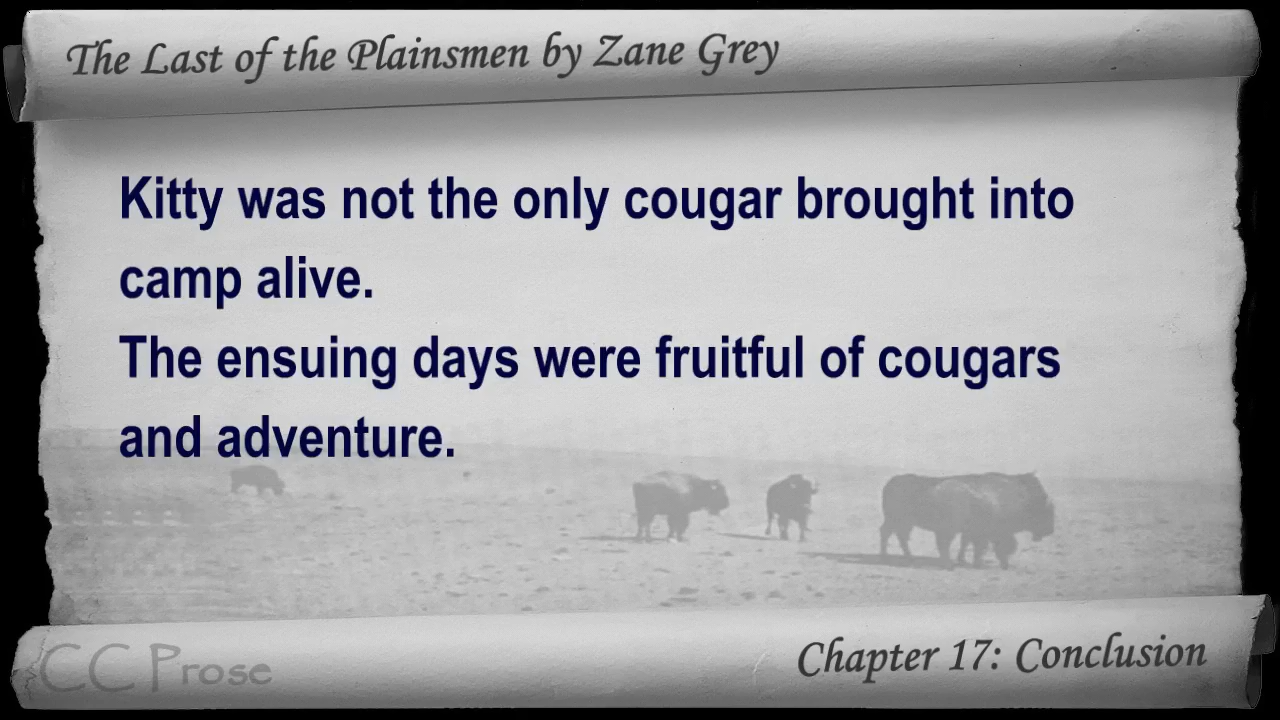 The Last of the Plainsmen by Zane Grey
Kitty was not the only cougar brought into
camp alive.
The ensuing days were fruitful of cougars
and adventure.
CC Prose
Chapter 17: Conclusion